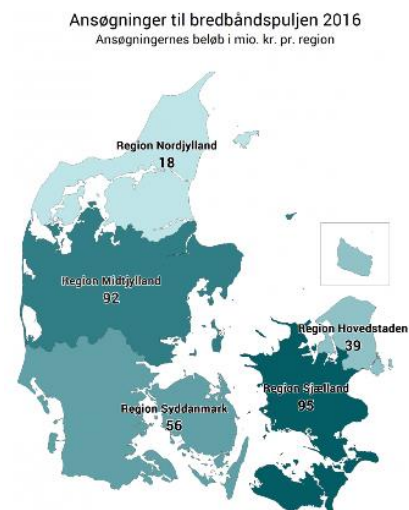 Ansøgninger til bredbåndspuljen 2016
Ansøgningernes beløb i mio. kr. pr. region
Region Nordjylland
18
Region Midtjylland
92
Region Hovedstaden
39
Region Sjælland
95
Region Syddanmark
56